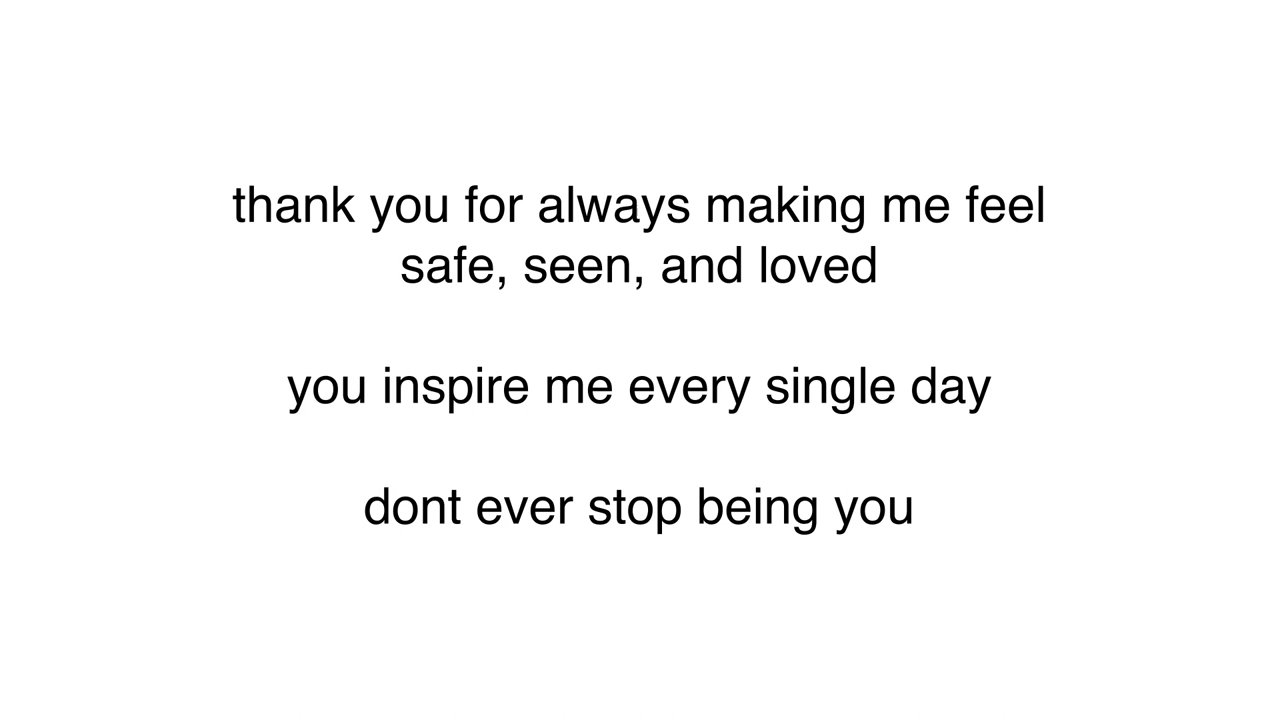 thank you for always making me feel
safe, seen, and loved
you inspire me every single day
dont ever stop being you